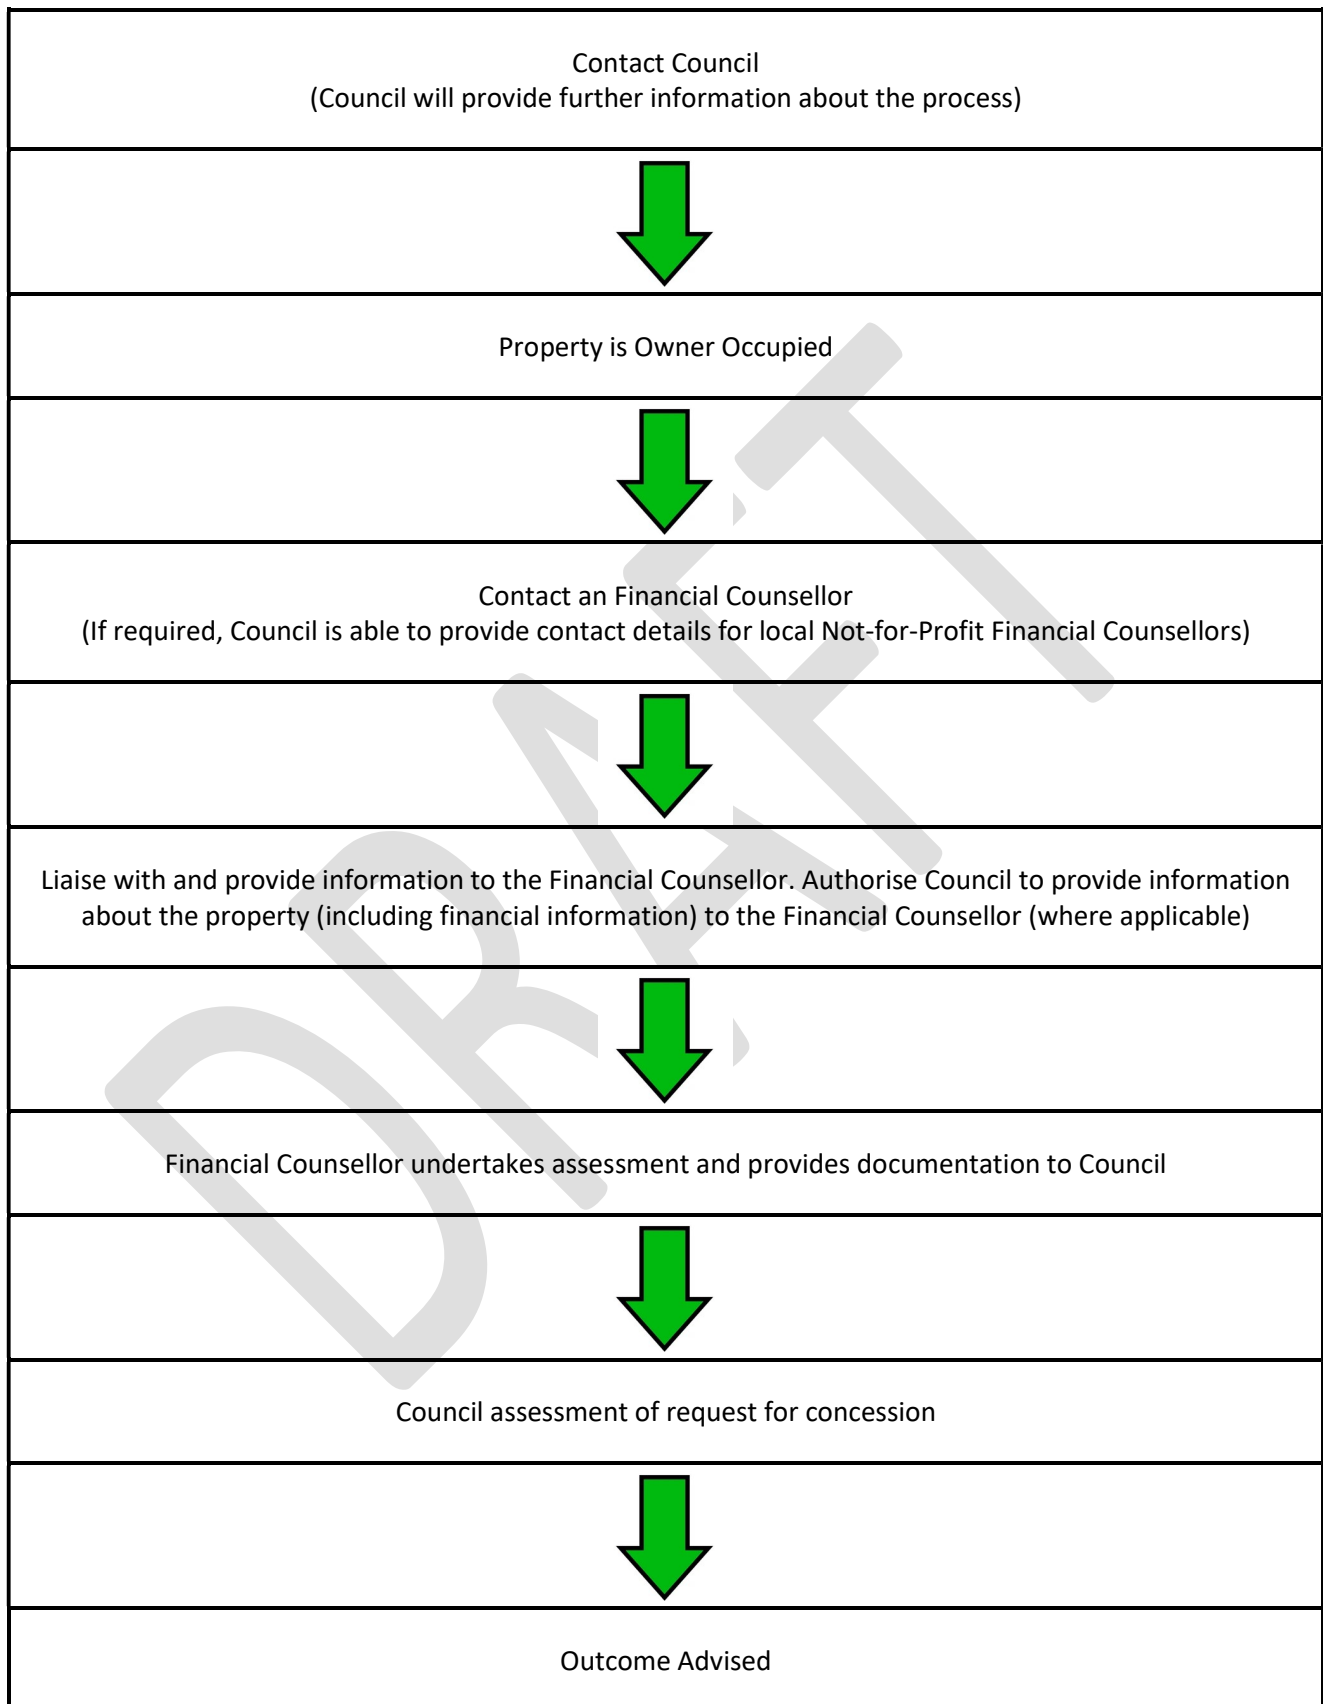 Contact Council
(Council will provide further information about the process)
Property is Owner Occupied
Contact an Financial Counsellor
(If required, Council is able to provide contact details for local Not-for-Profit Financial Counsellors)
Liaise with and provide information to the Financial Counsellor. Authorise Council to provide information
about the property (including financial information) to the Financial Counsellor (where applicable)
Financial Counsellor undertakes assessment and provides documentation to Council
Council assessment of request for concession
Outcome Advised
DRAFT